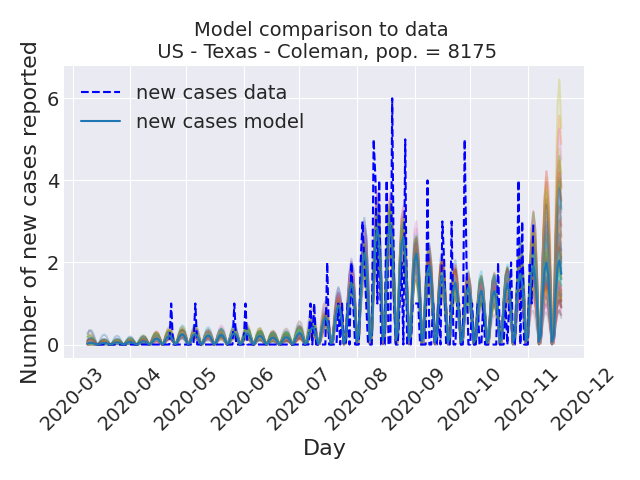 Model comparison to data
US - Texas - Coleman, pop. = 8175
Number of new cases reported
6
4
2
0
new cases data
new cases model
2020-03
2020-04
2020-05
2020-06
2020-07
2020-08
2020-09
2020-10
2020-11
2020-12
Day